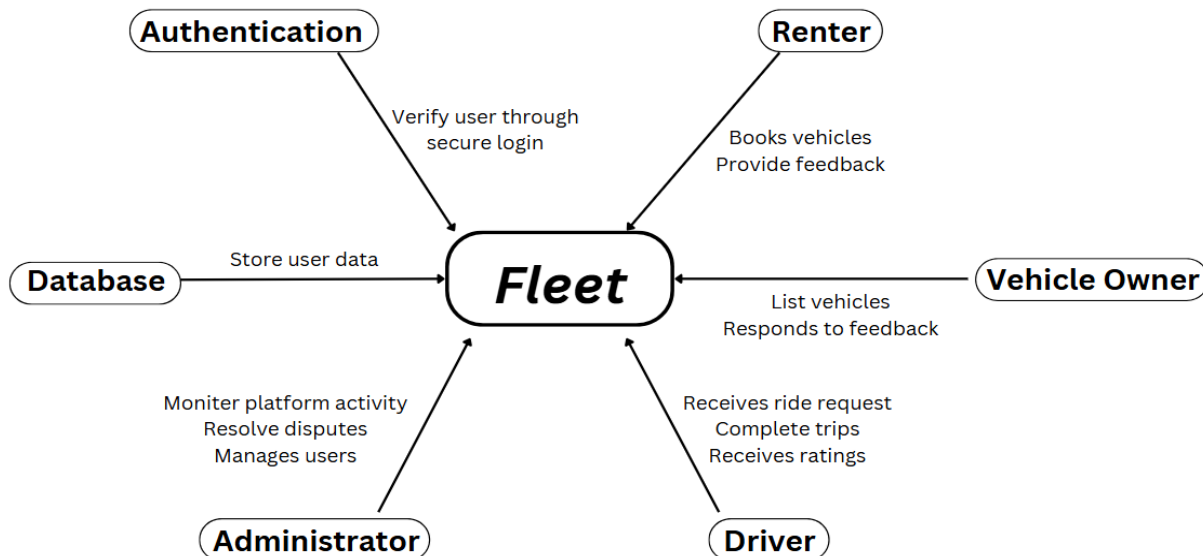 Authentication
Renter
Verify user through
secure login
Books vehicles
Provide feedback
Database
Store user data
Fleet
Vehicle Owner
List vehicles
Responds to feedback
Moniter platform activity
Resolve disputes
Manages users
Receives ride request
Complete trips
Receives ratings
Administrator
Driver